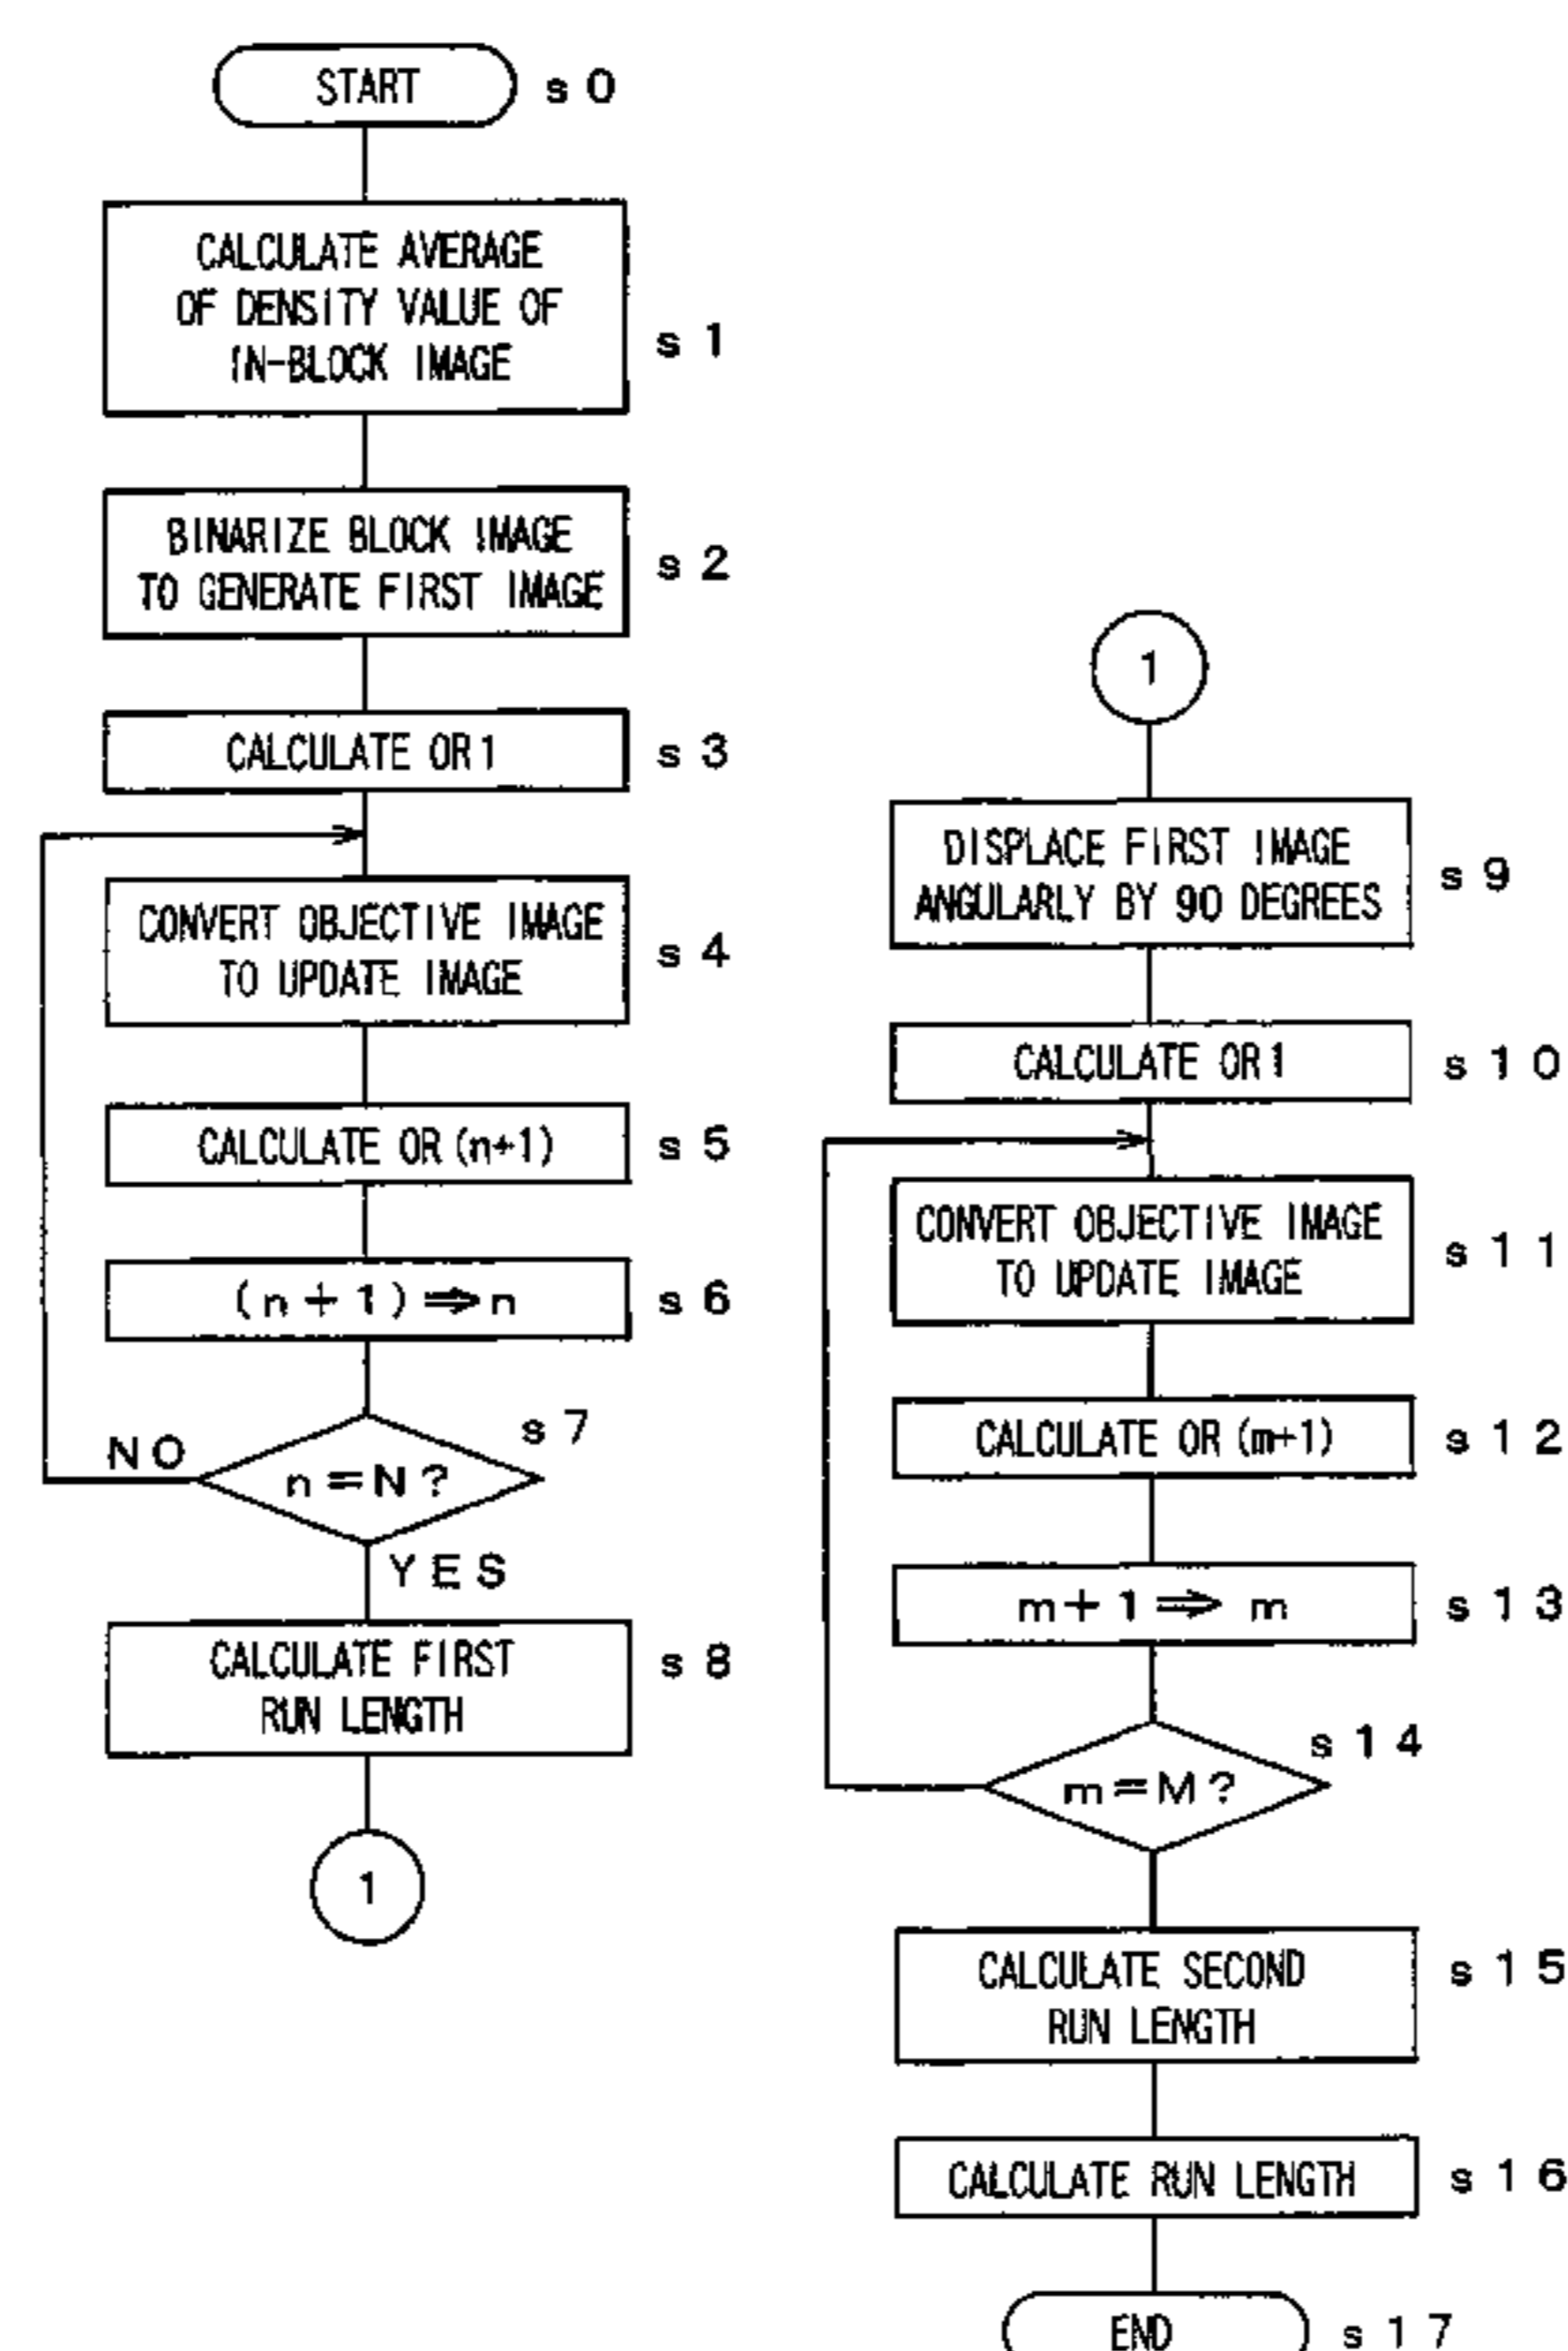 START
s 0
CALCULATE AVERAGE
OF DENSITY VALUE OF
IN-BLOCK IMAGE
s 1
BINARIZE BLOCK IMAGE
TO GENERATE FIRST IMAGE
s 2
CALCULATE OR1
s 3
CONVERT OBJECTIVE IMAGE
TO UPDATE IMAGE
s 4
CALCULATE OR (n+1)
s 5
(n + 1) ⇒ n
s 6
n = N ?
s 7
NO
YES
CALCULATE FIRST
RUN LENGTH
s 8
1
1
DISPLACE FIRST IMAGE
ANGULARLY BY 90 DEGREES
s 9
CALCULATE OR1
s 1 0
CONVERT OBJECTIVE IMAGE
TO UPDATE IMAGE
s 1 1
CALCULATE OR (m+1)
s 1 2
m + 1 ⇒ m
s 1 3
m = M ?
s 1 4
CALCULATE SECOND
RUN LENGTH
s 1 5
CALCULATE RUN LENGTH
s 1 6
END
s 1 7